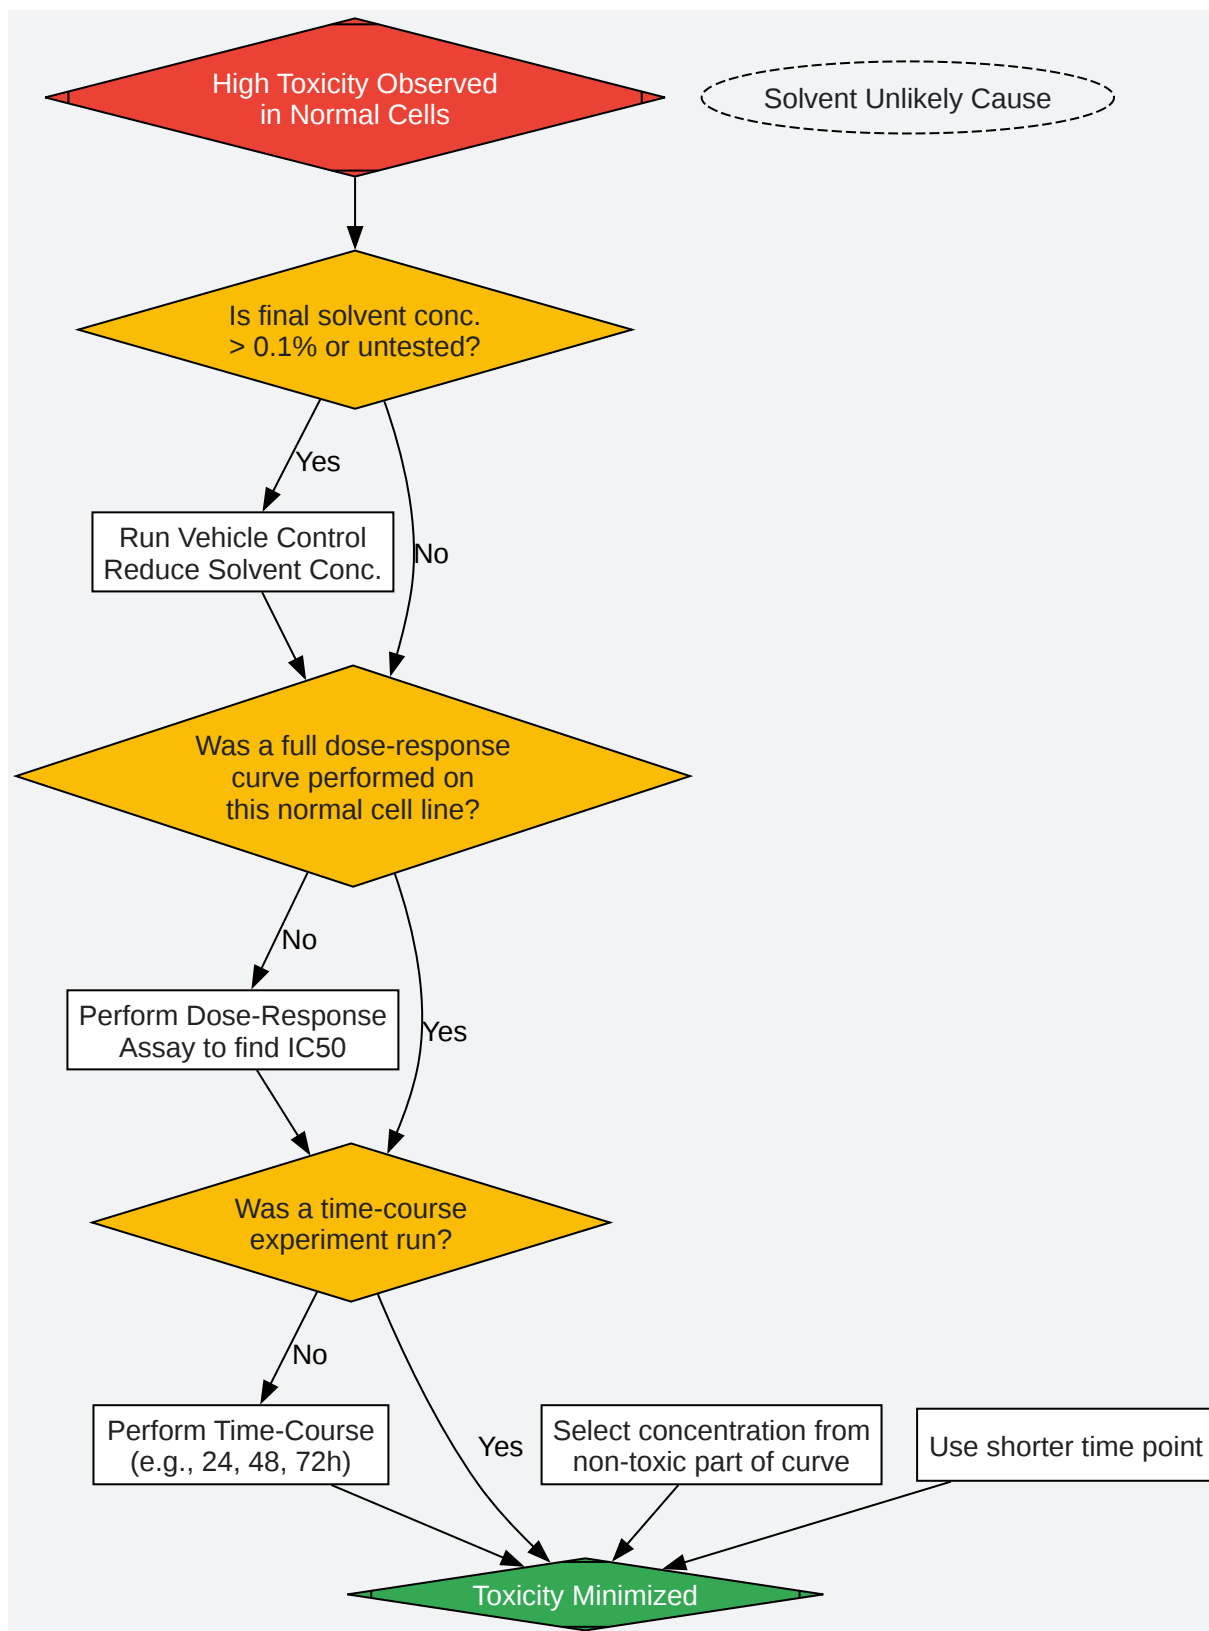 High Toxicity Observed
in Normal Cells
Solvent Unlikely Cause
Is final solvent conc.
> 0.1% or untested?
Yes
Run Vehicle Control
Reduce Solvent Conc.
No
Was a full dose-response
curve performed on
this normal cell line?
No
Perform Dose-Response
Assay to find IC50
Yes
Was a time-course
experiment run?
No
Perform Time-Course
(e.g., 24, 48, 72h)
Yes
Select concentration from
non-toxic part of curve
Use shorter time point
Toxicity Minimized